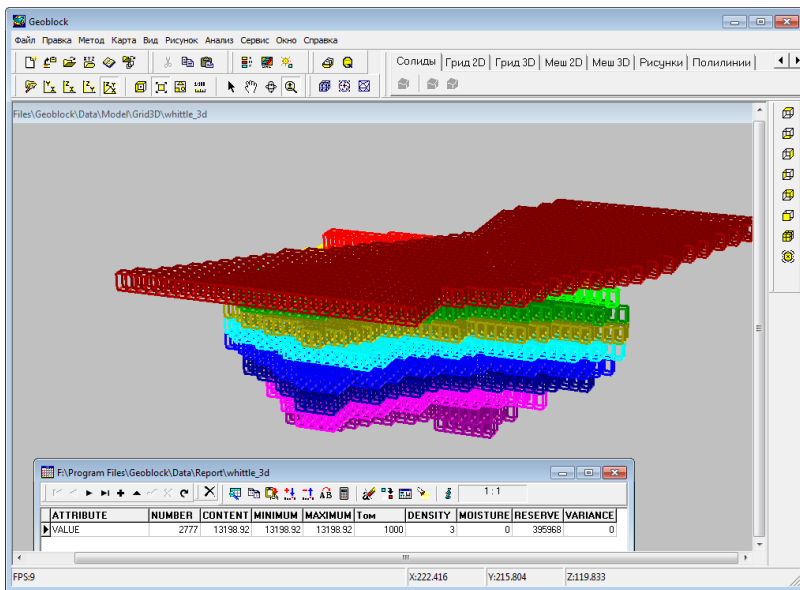 Geoblock
Файл Правка Метод Карта Вид Рисунок Анализ Сервис Окно Справка
Солиды Грид 2D Грид 3D Меш 2D Меш 3D Рисунки Полилинии
Files\Geoblock\Data\Model\Grid3D\whittle_3d
F:\Program Files\Geoblock\Data\Report\whittle_3d
1 : 1
ATTRIBUTE NUMBER CONTENT MINIMUM MAXIMUM Том DENSITY MOISTURE RESERVE VARIANCE
VALUE 2777 13198.92 13198.92 13198.92 1000 3 0 395968 0
FPS:9 X:222.416 Y:215.804 Z:119.833